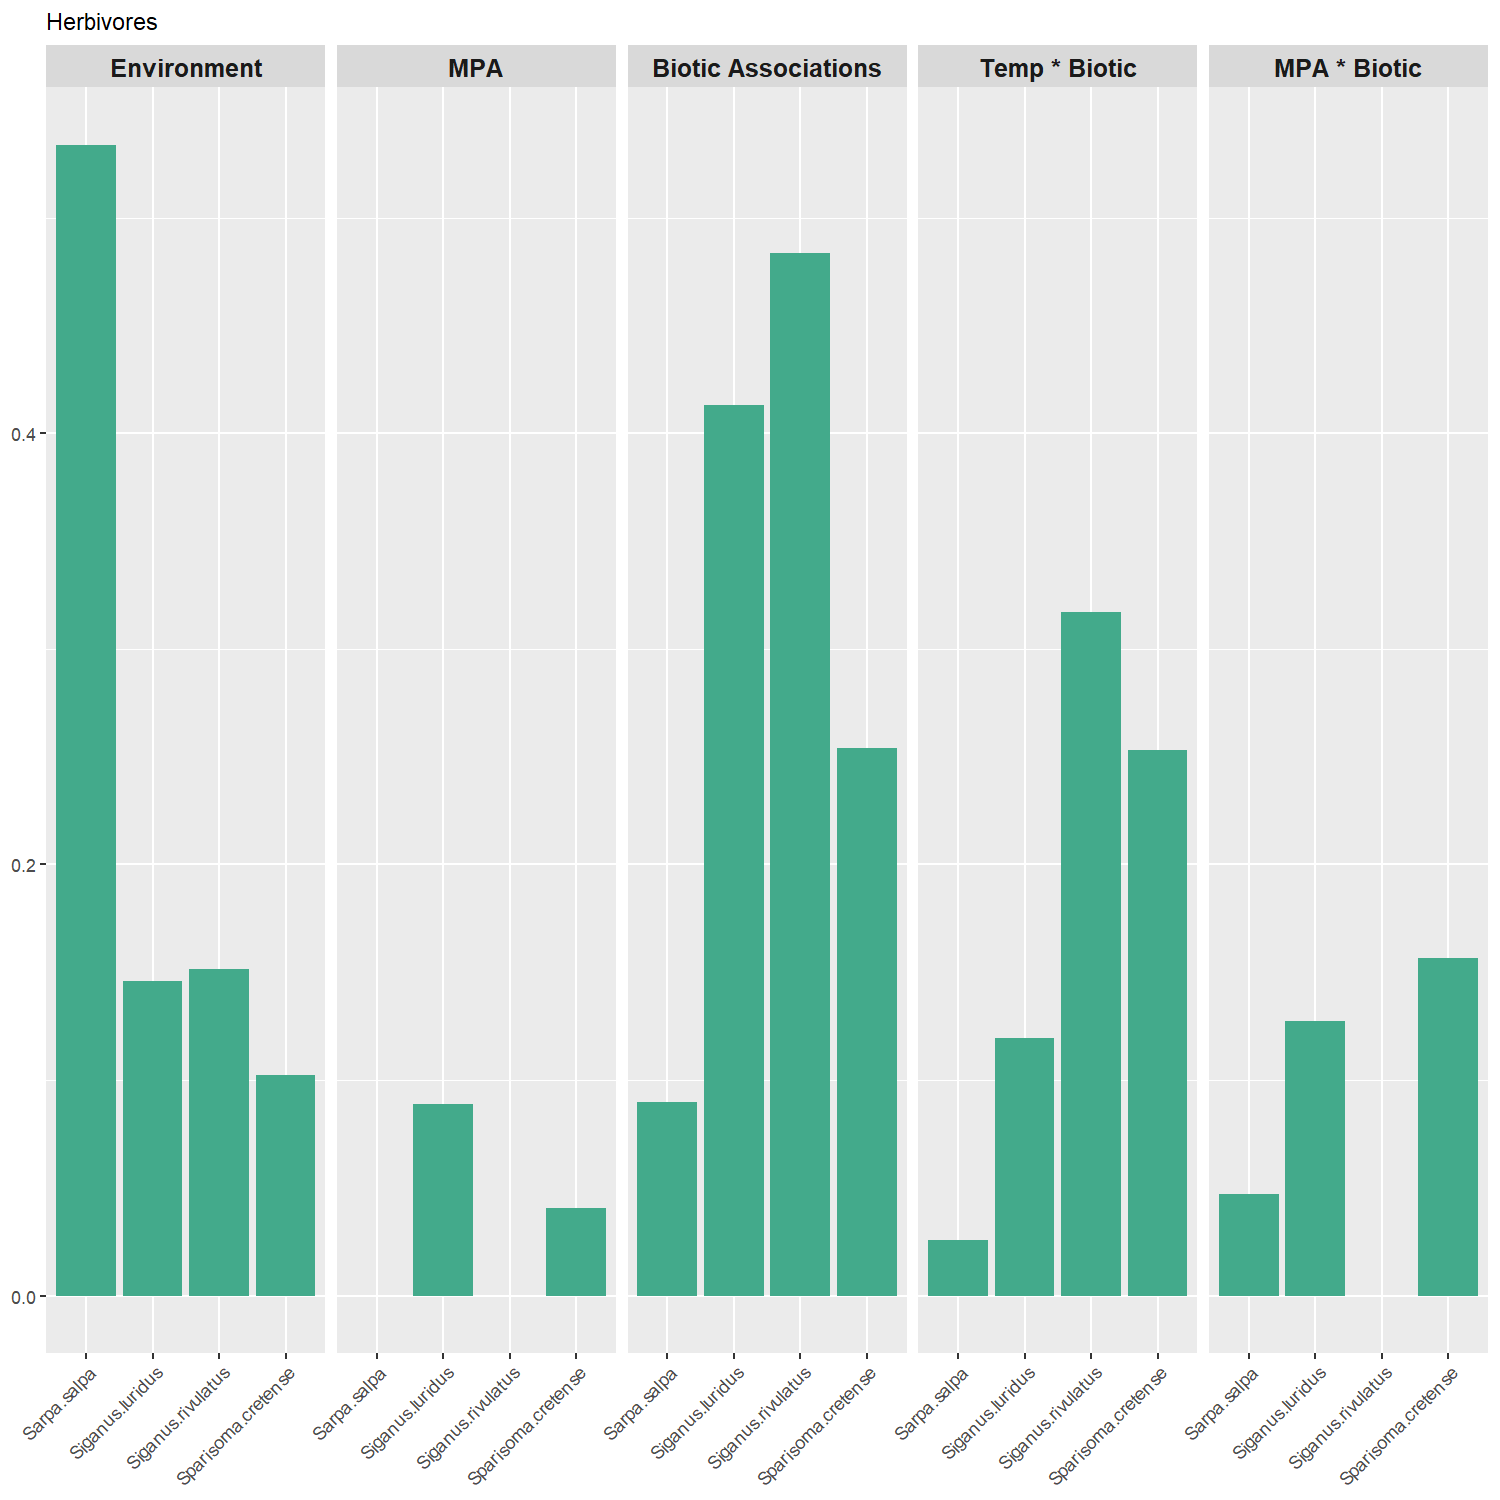 Herbivores
Environment
MPA
Biotic Associations
Temp * Biotic
MPA * Biotic
0.4
0.2
0.0
Sarpa.salpa
Siganus.luridus
Siganus.rivulatus
Sparisoma.cretense
Sarpa.salpa
Siganus.luridus
Siganus.rivulatus
Sparisoma.cretense
Sarpa.salpa
Siganus.luridus
Siganus.rivulatus
Sparisoma.cretense
Sarpa.salpa
Siganus.luridus
Siganus.rivulatus
Sparisoma.cretense
Sarpa.salpa
Siganus.luridus
Siganus.rivulatus
Sparisoma.cretense